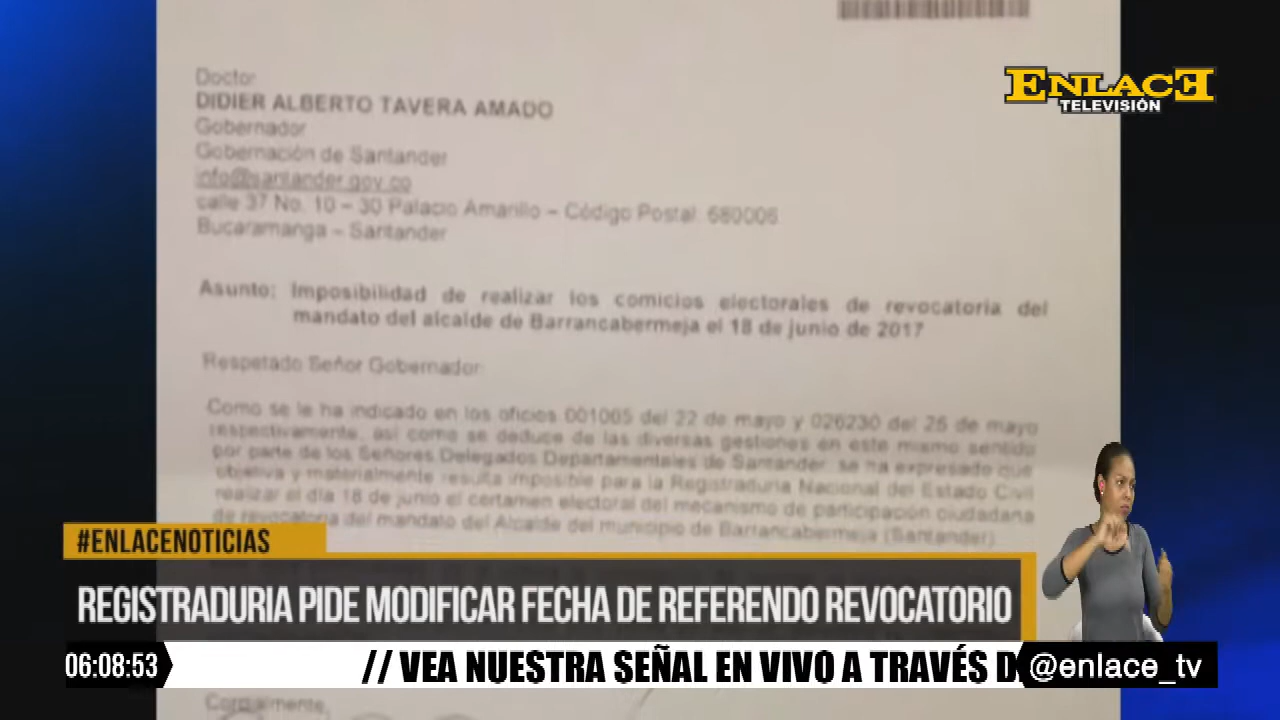 Doctor
DIDIER ALBERTO TAVERA AMADO
Gobernador
Gobernación de Santander
info@santander.gov.co
calle 37 No. 10 – 30 Palacio Amarillo – Código Postal 680006
Bucaramanga – Santander
ENLACE
TELEVISIÓN
Asunto: Imposibilidad de realizar los comicios electorales de revocatoria del
mandato del alcalde de Barrancabermeja el 18 de junio de 2017
Respetado Señor Gobernador
Como se le ha indicado en los oficios 001065 del 22 de mayo y 026230 del 26 de mayo
respectivamente, así como se deduce de las diversas gestiones en este mismo sentido
por parte de los Señores Delegados Departamentales de Santander, se ha expresado que
objetiva y materialmente resulta imposible para la Registraduría Nacional del Estado Civil
realizar el día 18 de junio el certamen electoral del mecanismo de participación ciudadana
de revocatoria del mandato del Alcalde del municipio de Barrancabermeja (Santander)
#ENLACENOTICIAS
REGISTRADURIA PIDE MODIFICAR FECHA DE REFERENDO REVOCATORIO
06:08:53 // VEA NUESTRA SEÑAL EN VIVO A TRAVÉS D @enlace_tv
Cordialmente,